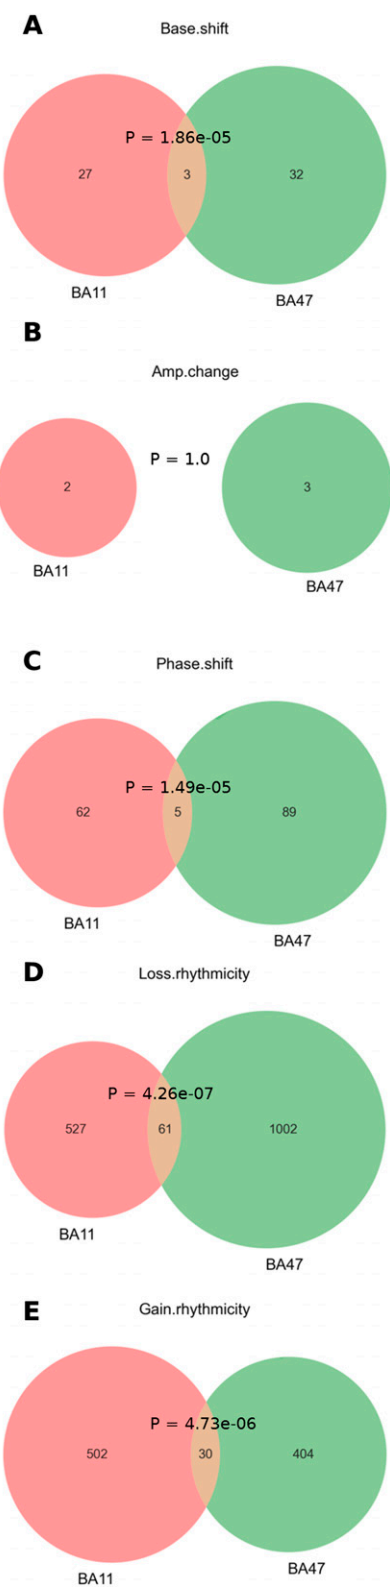 A
Base.shift
P = 1.86e-05
27
3
32
BA11
BA47
B
Amp.change
P = 1.0
2
3
BA11
BA47
C
Phase.shift
P = 1.49e-05
62
5
89
BA11
BA47
D
Loss.rhythmicity
P = 4.26e-07
527
61
1002
BA11
BA47
E
Gain.rhythmicity
P = 4.73e-06
502
30
404
BA11
BA47